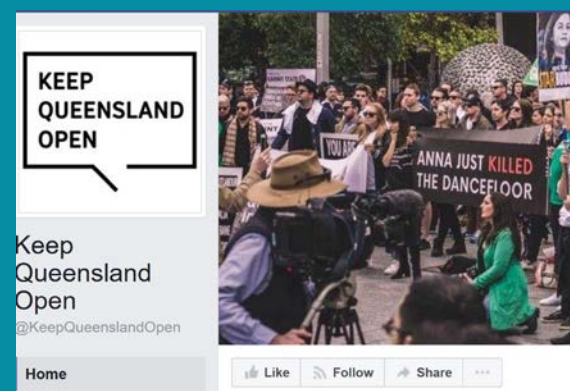 KEEP
QUEENSLAND
OPEN
YOU ARE
ANNA JUST KILLED
THE DANCEFLOOR
Keep
Queensland
Open
@KeepQueenslandOpen
Home
Like Follow Share